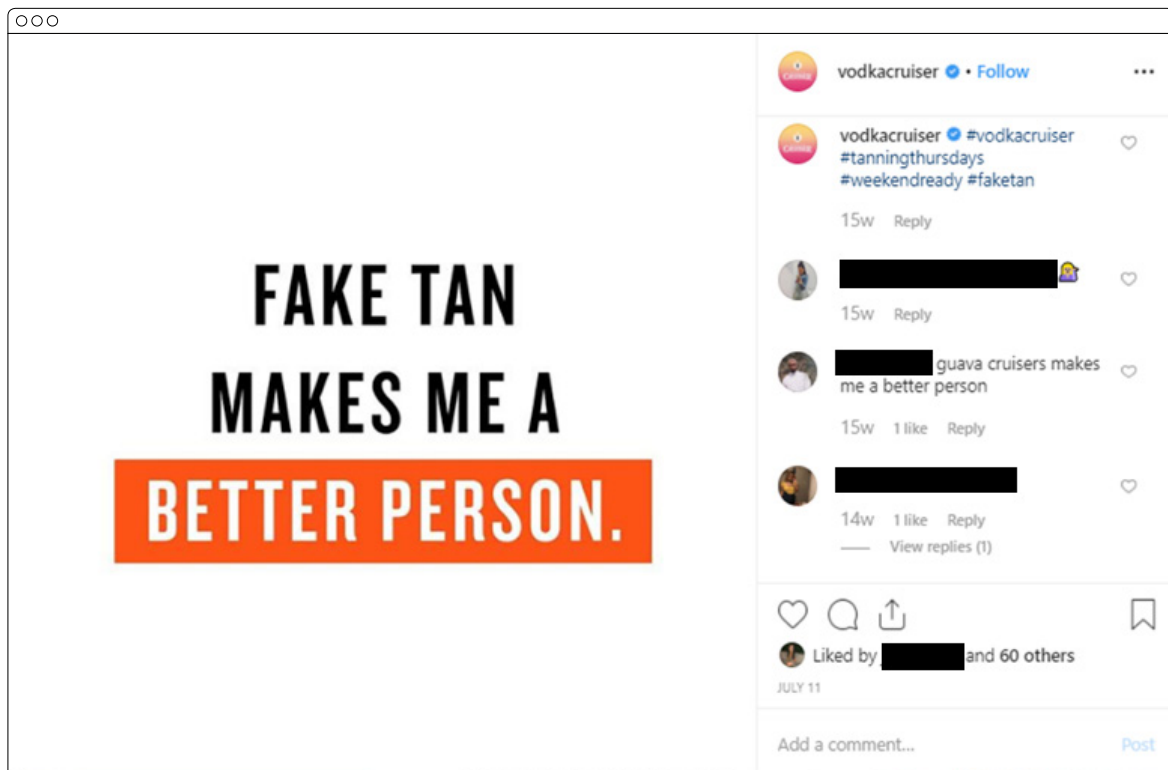 FAKE TAN
MAKES ME A
BETTER PERSON.
vodkacruiser • Follow
vodkacruiser #vodkacruiser
#tanningthursdays
#weekendready #faketan
15w Reply
15w Reply
guava cruisers makes
me a better person
15w 1 like Reply
14w 1 like Reply
View replies (1)
Liked by and 60 others
JULY 11
Add a comment... Post